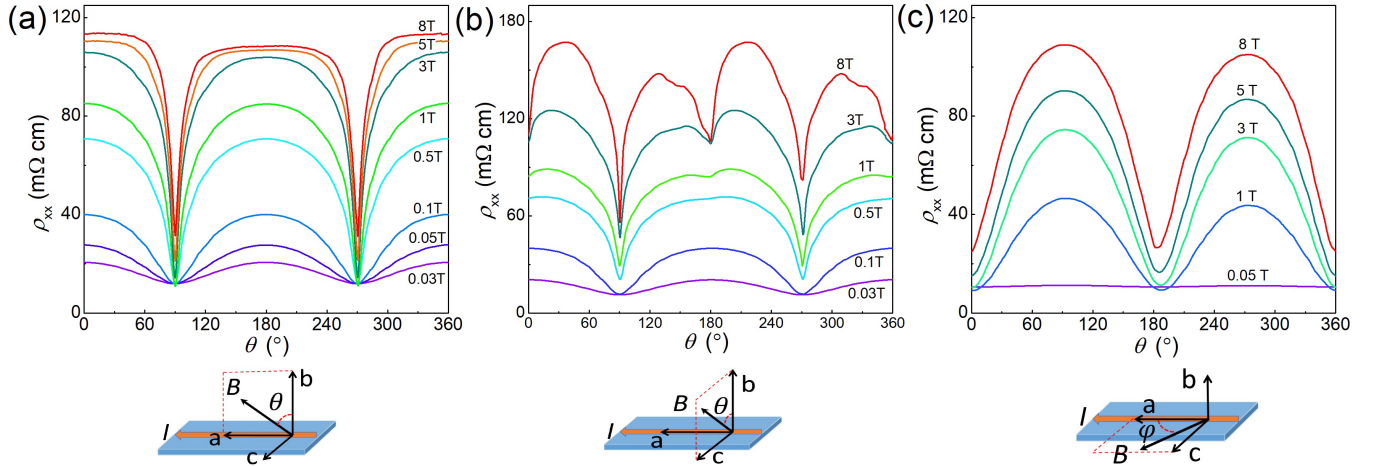 (a)
120
80
40
0
ρxx (mΩ cm)
8T
5T
3T
1T
0.5T
0.1T
0.05T
0.03T
0 60 120 180 240 300 360
θ (°)
(b)
180
120
60
0
ρxx (mΩ cm)
8T
3T
1T
0.5T
0.1T
0.03T
0 60 120 180 240 300 360
θ (°)
(c)
120
80
40
0
ρxx (mΩ cm)
8 T
5 T
3 T
1 T
0.05 T
0 60 120 180 240 300 360
θ (°)
b
B
θ
I
a
c
b
B
θ
I
a
c
b
a
I
φ
B
c